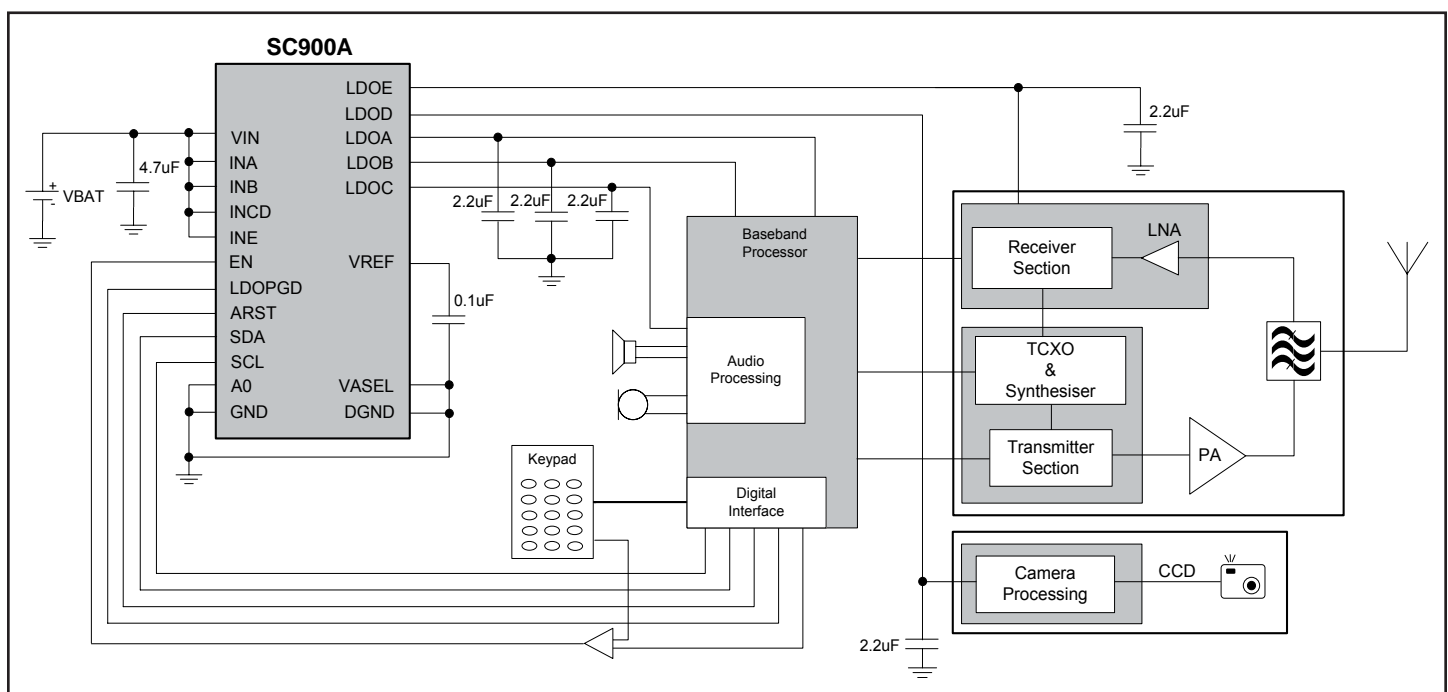 SC900A
VIN
INA
INB
INCD
INE
EN
LDOPGD
ARST
SDA
SCL
A0
GND
LDOE
LDOD
LDOA
LDOB
LDOC
VREF
VASEL
DGND
+
-
VBAT
4.7uF
2.2uF
2.2uF
2.2uF
0.1uF
2.2uF
Baseband
Processor
Audio
Processing
Digital
Interface
Keypad
LNA
Receiver
Section
TCXO
&
Synthesiser
Transmitter
Section
PA
Camera
Processing
CCD
2.2uF